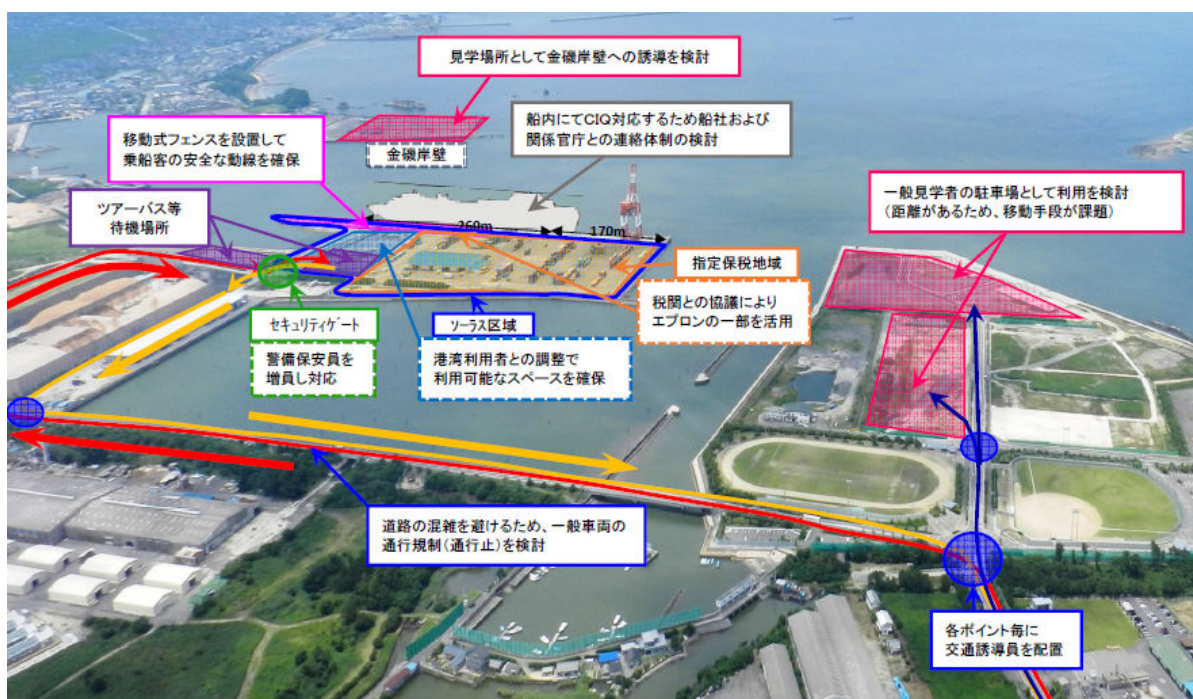 見学場所として金磯岸壁への誘導を検討
船内にてCIQ対応するため船社および
関係官庁との連絡体制の検討
移動式フェンスを設置して
乗船客の安全な動線を確保
金磯岸壁
一般見学者の駐車場として利用を検討
(距離があるため、移動手段が課題)
ツアーバス等
待機場所
260m
170m
指定保税地域
税関との協議により
エプロンの一部を活用
セキュリティゲート
警備保安員を
増員し対応
ソーラス区域
港湾利用者との調整で
利用可能なスペースを確保
道路の混雑を避けるため、一般車両の
通行規制(通行止)を検討
各ポイント毎に
交通誘導員を配置